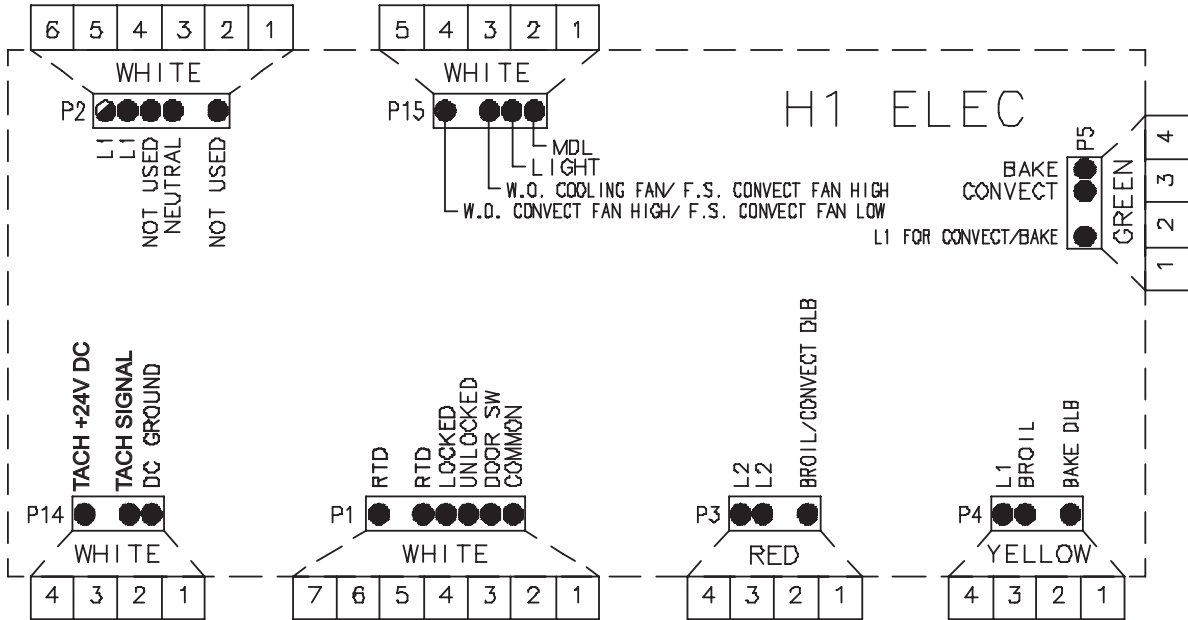 6 5 4 3 2 1
WHITE
P2
L1
L1
NOT USED
NEUTRAL
NOT USED
5 4 3 2 1
WHITE
P15
MDL
LIGHT
W.O. COOLING FAN/ F.S. CONVECT FAN HIGH
W.O. CONVECT FAN HIGH/ F.S. CONVECT FAN LOW
H1 ELEC
P5
BAKE
CONVECT
L1 FOR CONVECT/BAKE
GREEN
4
3
2
1
TACH +24V DC
TACH SIGNAL
DC GROUND
P14
WHITE
4 3 2 1
RTD
RTD
LOCKED
UNLOCKED
DOOR SW
COMMON
P1
WHITE
7 6 5 4 3 2 1
L2
L2
BROIL/CONVECT DLB
P3
RED
4 3 2 1
L1
BROIL
BAKE DLB
P4
YELLOW
4 3 2 1